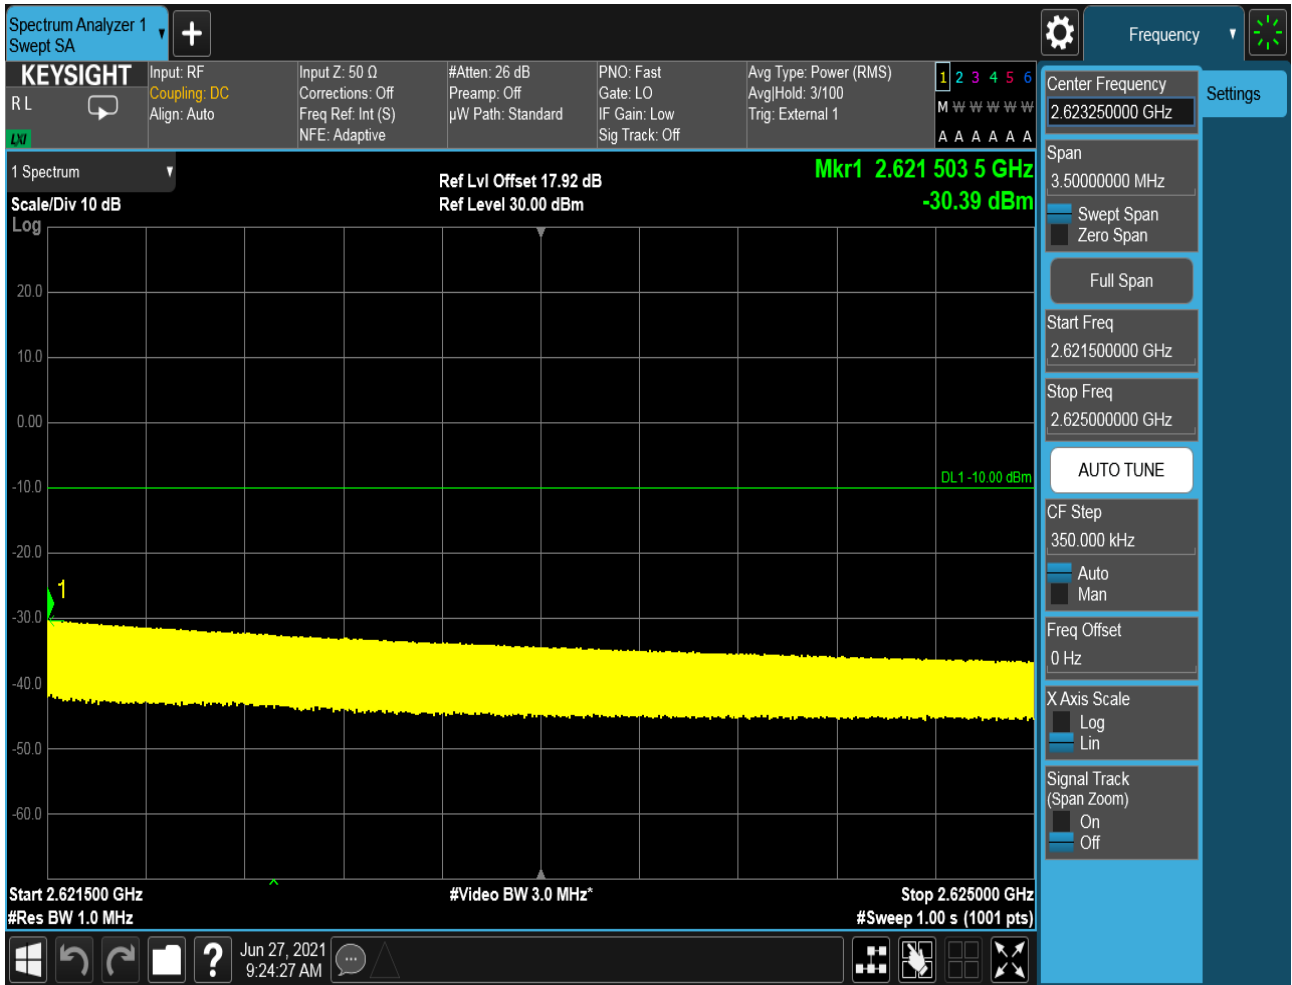 Spectrum Analyzer 1
Swept SA
Frequency
KEYSIGHT
R L
LXI
Input: RF
Coupling: DC
Align: Auto
Input Z: 50 Ω
Corrections: Off
Freq Ref: Int (S)
NFE: Adaptive
#Atten: 26 dB
Preamp: Off
µW Path: Standard
PNO: Fast
Gate: LO
IF Gain: Low
Sig Track: Off
Avg Type: Power (RMS)
Avg|Hold: 3/100
Trig: External 1
1 2 3 4 5 6
M W W W W W
A A A A A A
1 Spectrum
Scale/Div 10 dB
Log
Ref Lvl Offset 17.92 dB
Ref Level 30.00 dBm
Mkr1 2.621 503 5 GHz
-30.39 dBm
20.0
10.0
0.00
-10.0
-20.0
-30.0
-40.0
-50.0
-60.0
DL1 -10.00 dBm
1
Start 2.621500 GHz
#Res BW 1.0 MHz
#Video BW 3.0 MHz*
Stop 2.625000 GHz
#Sweep 1.00 s (1001 pts)
Jun 27, 2021
9:24:27 AM
Center Frequency
2.623250000 GHz
Settings
Span
3.50000000 MHz
Swept Span
Zero Span
Full Span
Start Freq
2.621500000 GHz
Stop Freq
2.625000000 GHz
AUTO TUNE
CF Step
350.000 kHz
Auto
Man
Freq Offset
0 Hz
X Axis Scale
Log
Lin
Signal Track
(Span Zoom)
On
Off